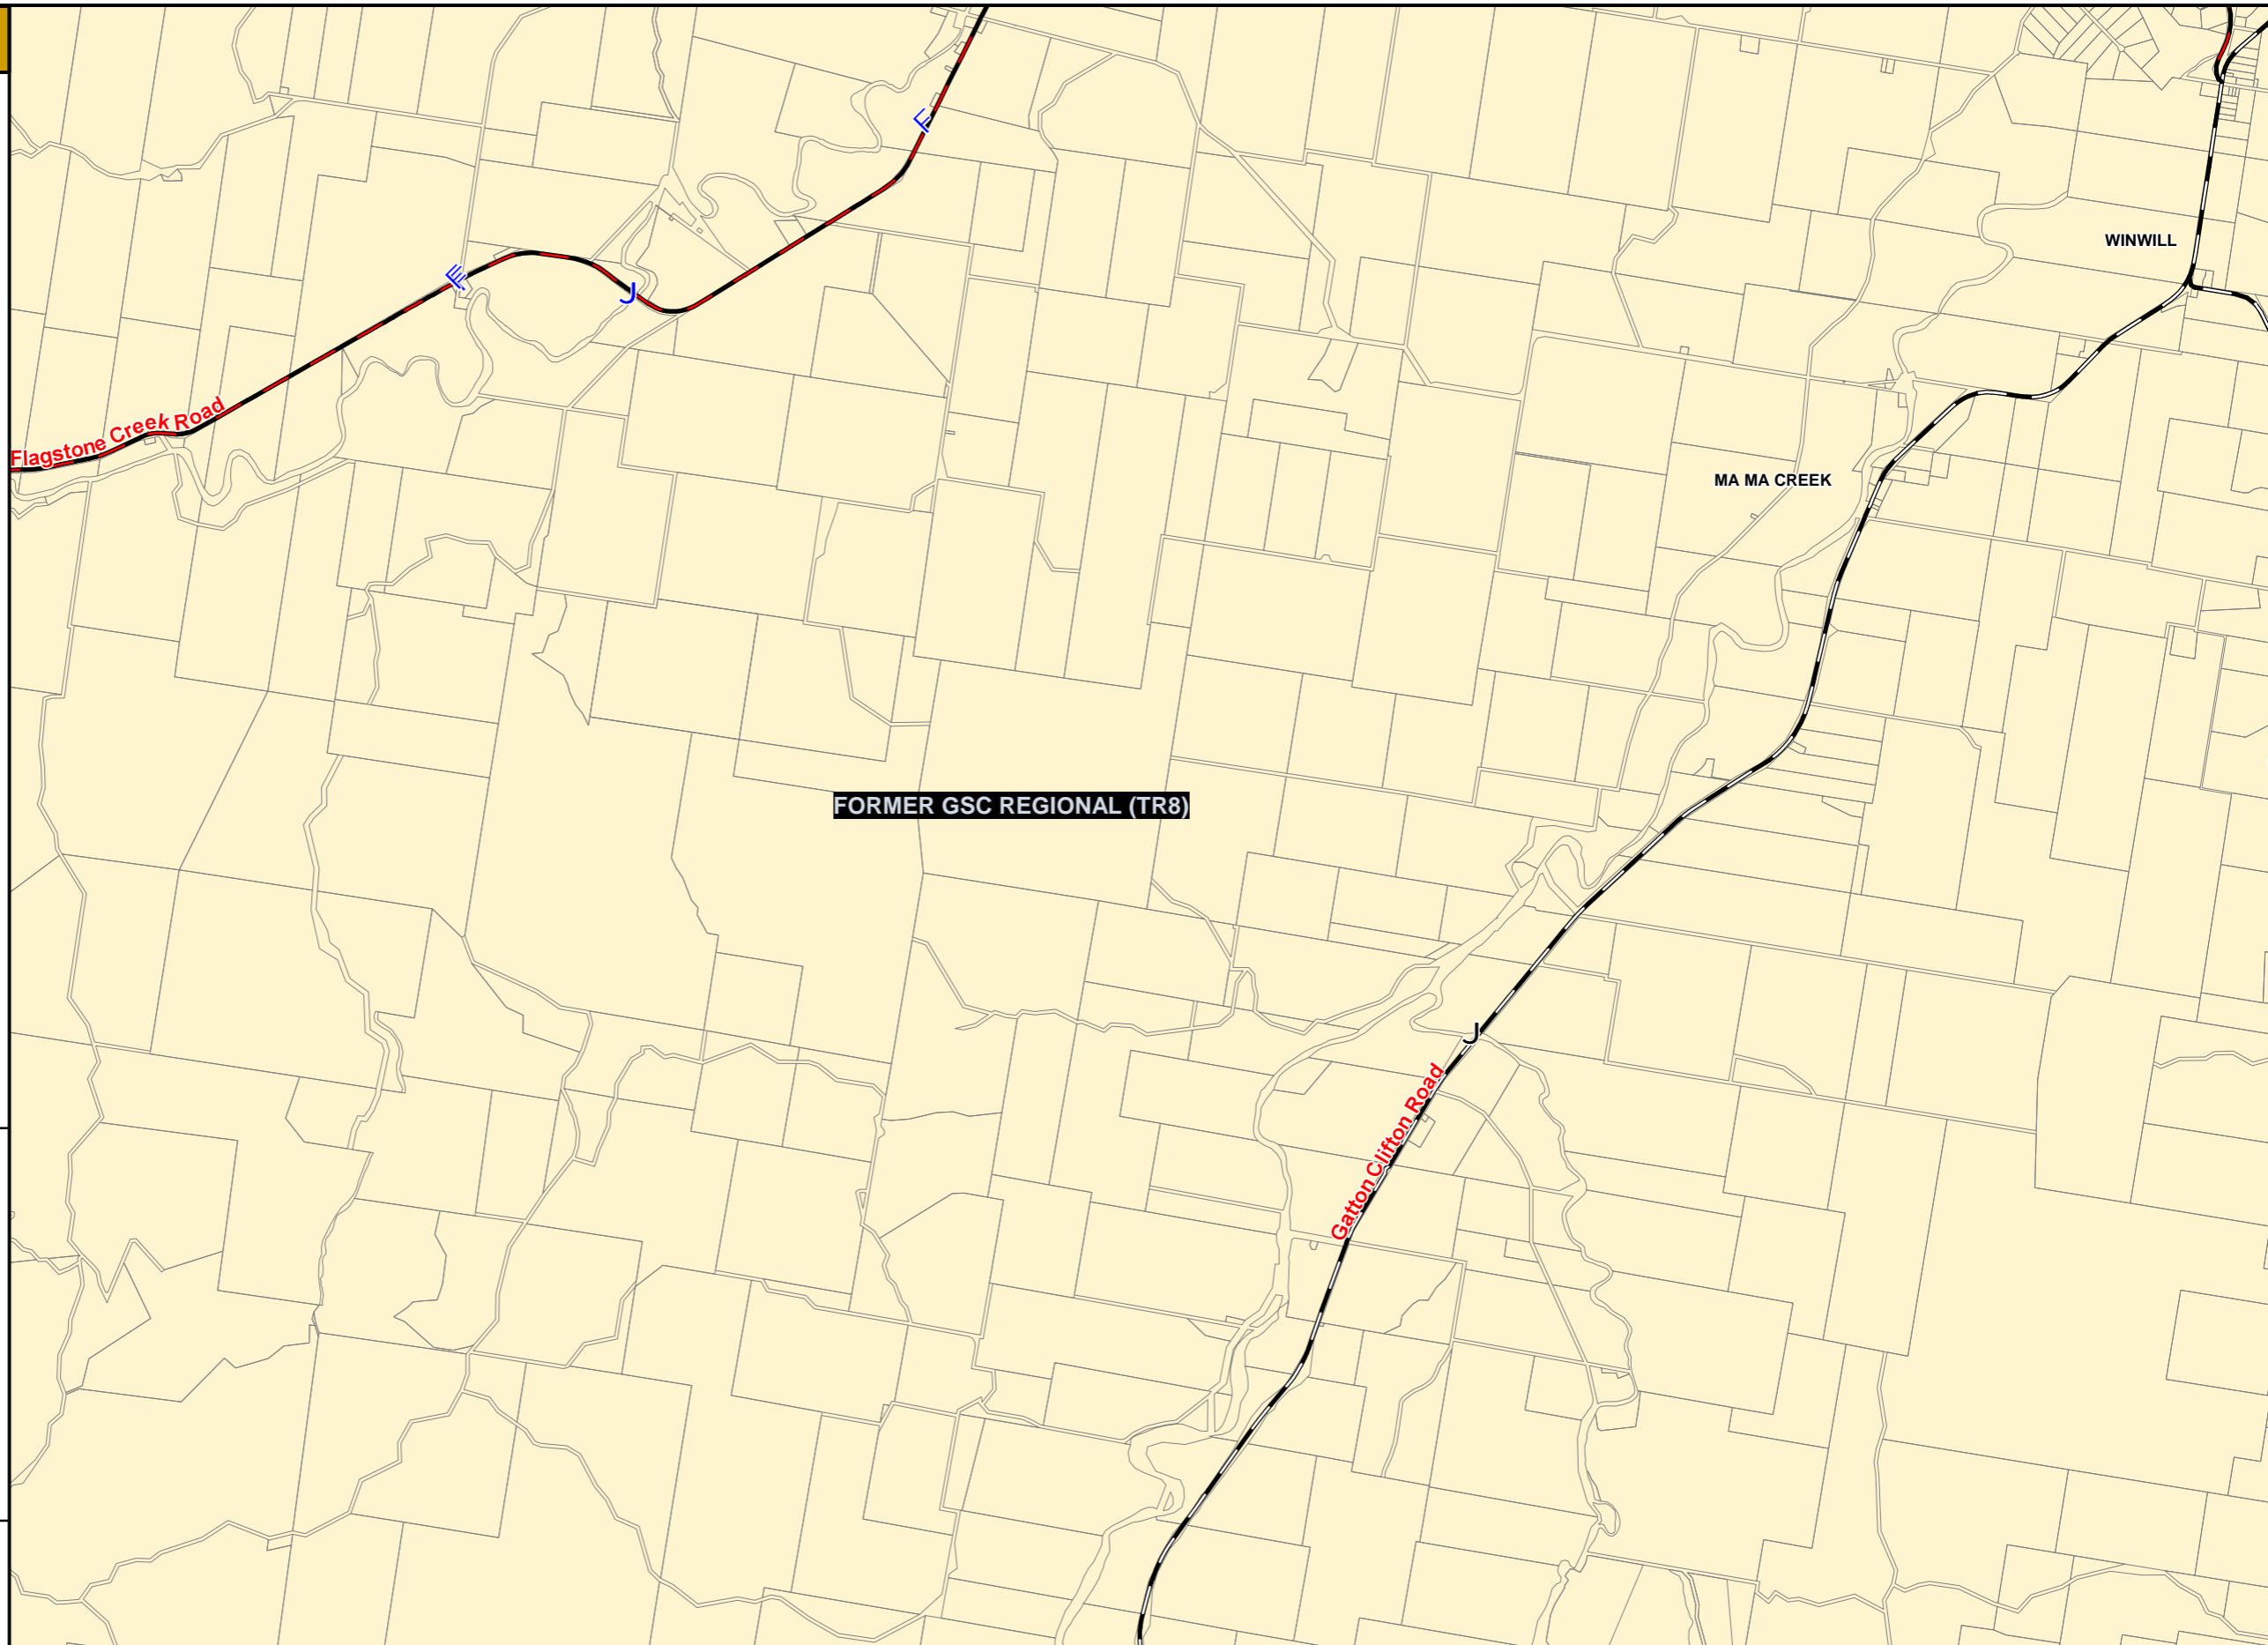 F
WINWILL
E
J
Flagstone Creek Road
MA MA CREEK
FORMER GSC REGIONAL (TR8)
J
Gatton Clifton Road